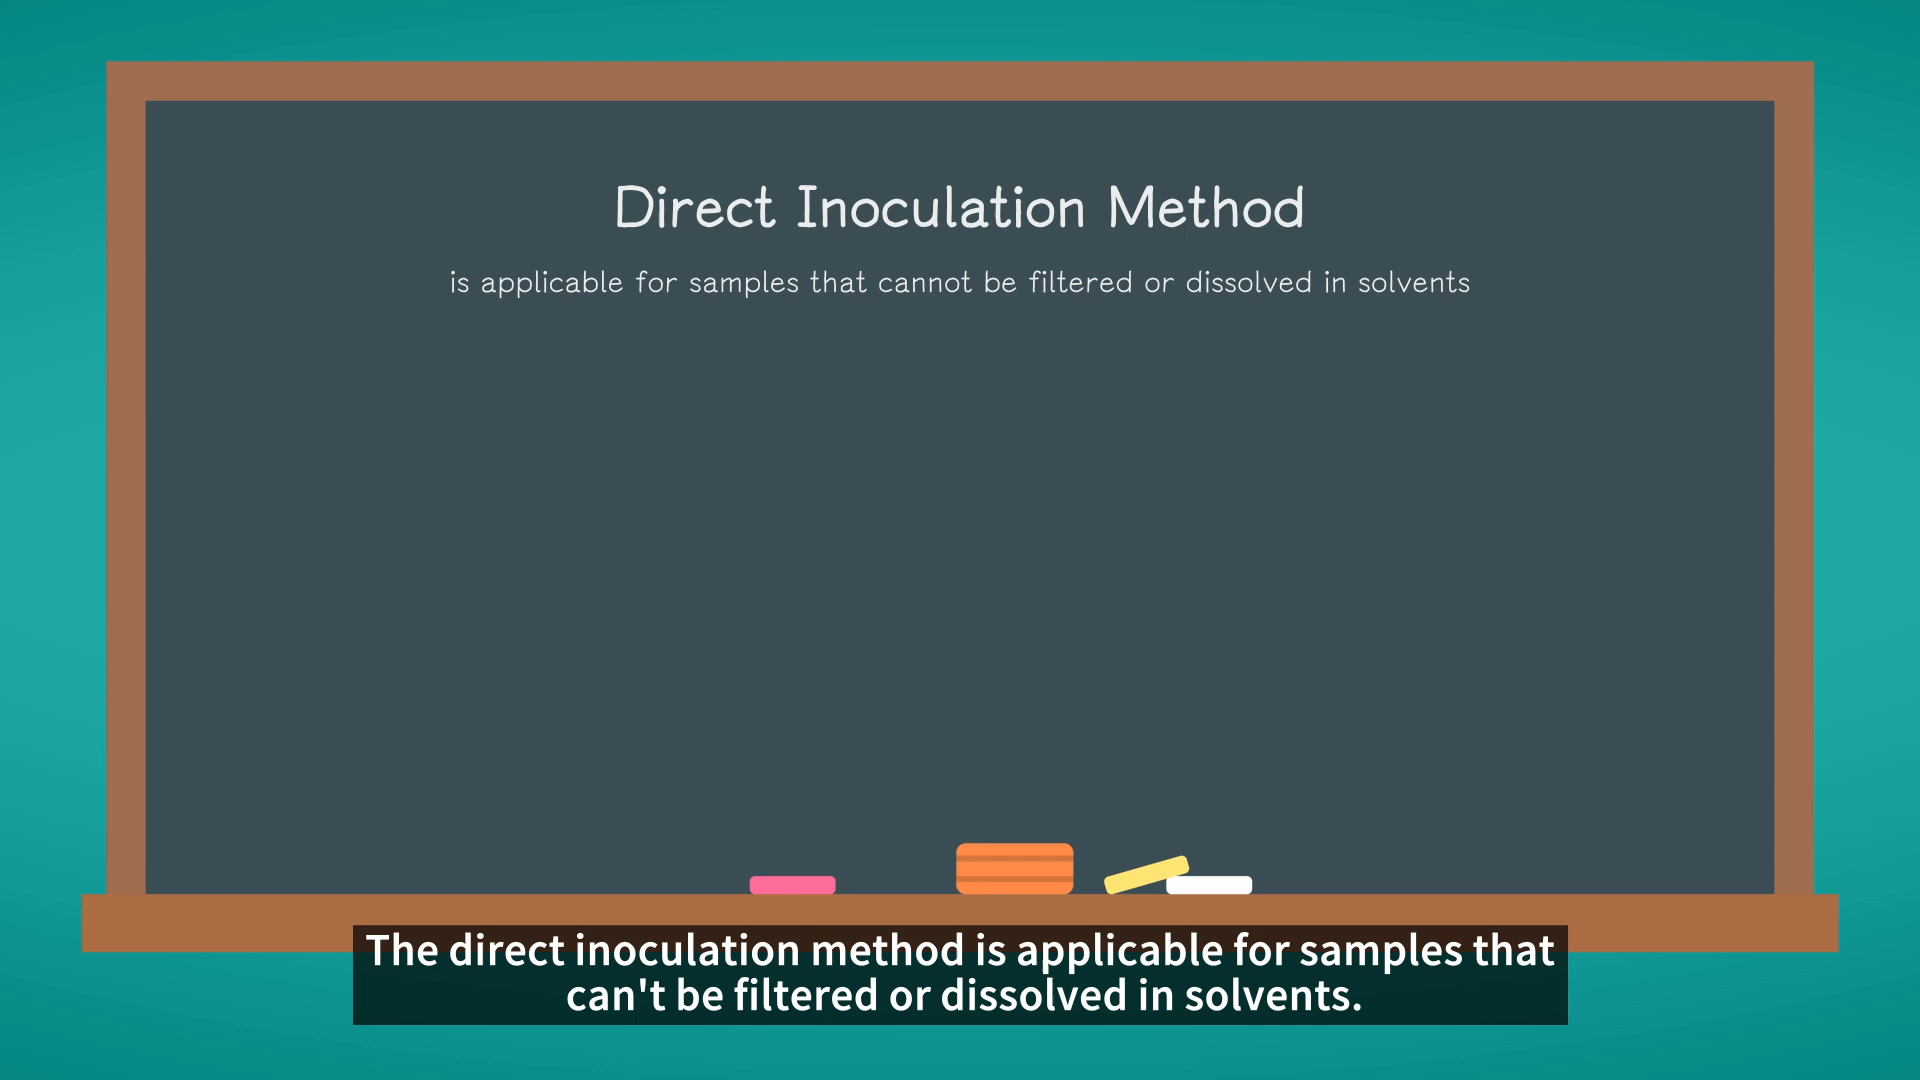 Direct Inoculation Method
is applicable for samples that cannot be filtered or dissolved in solvents
The direct inoculation method is applicable for samples that
can't be filtered or dissolved in solvents.